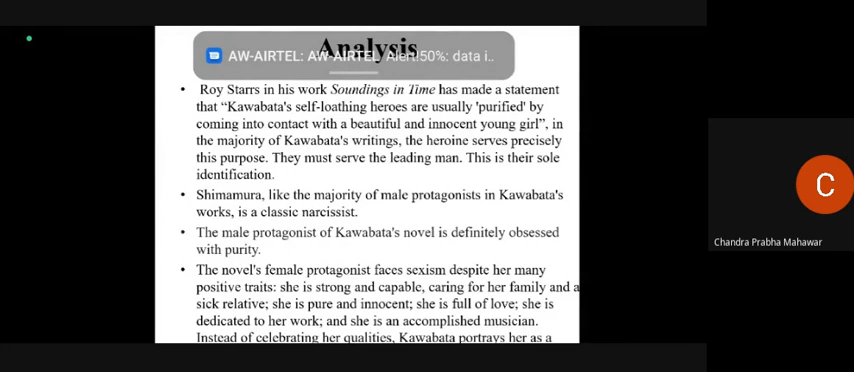 Analysis
AW-AIRTEL: AW-AIRTEL Alert!50%: data i..
• Roy Starrs in his work Soundings in Time has made a statement
that “Kawabata's self-loathing heroes are usually 'purified' by
coming into contact with a beautiful and innocent young girl”, in
the majority of Kawabata's writings, the heroine serves precisely
this purpose. They must serve the leading man. This is their sole
identification.
• Shimamura, like the majority of male protagonists in Kawabata's
works, is a classic narcissist.
• The male protagonist of Kawabata's novel is definitely obsessed
with purity.
• The novel's female protagonist faces sexism despite her many
positive traits: she is strong and capable, caring for her family and a
sick relative; she is pure and innocent; she is full of love; she is
dedicated to her work; and she is an accomplished musician.
Instead of celebrating her qualities, Kawabata portrays her as a
C
Chandra Prabha Mahawar